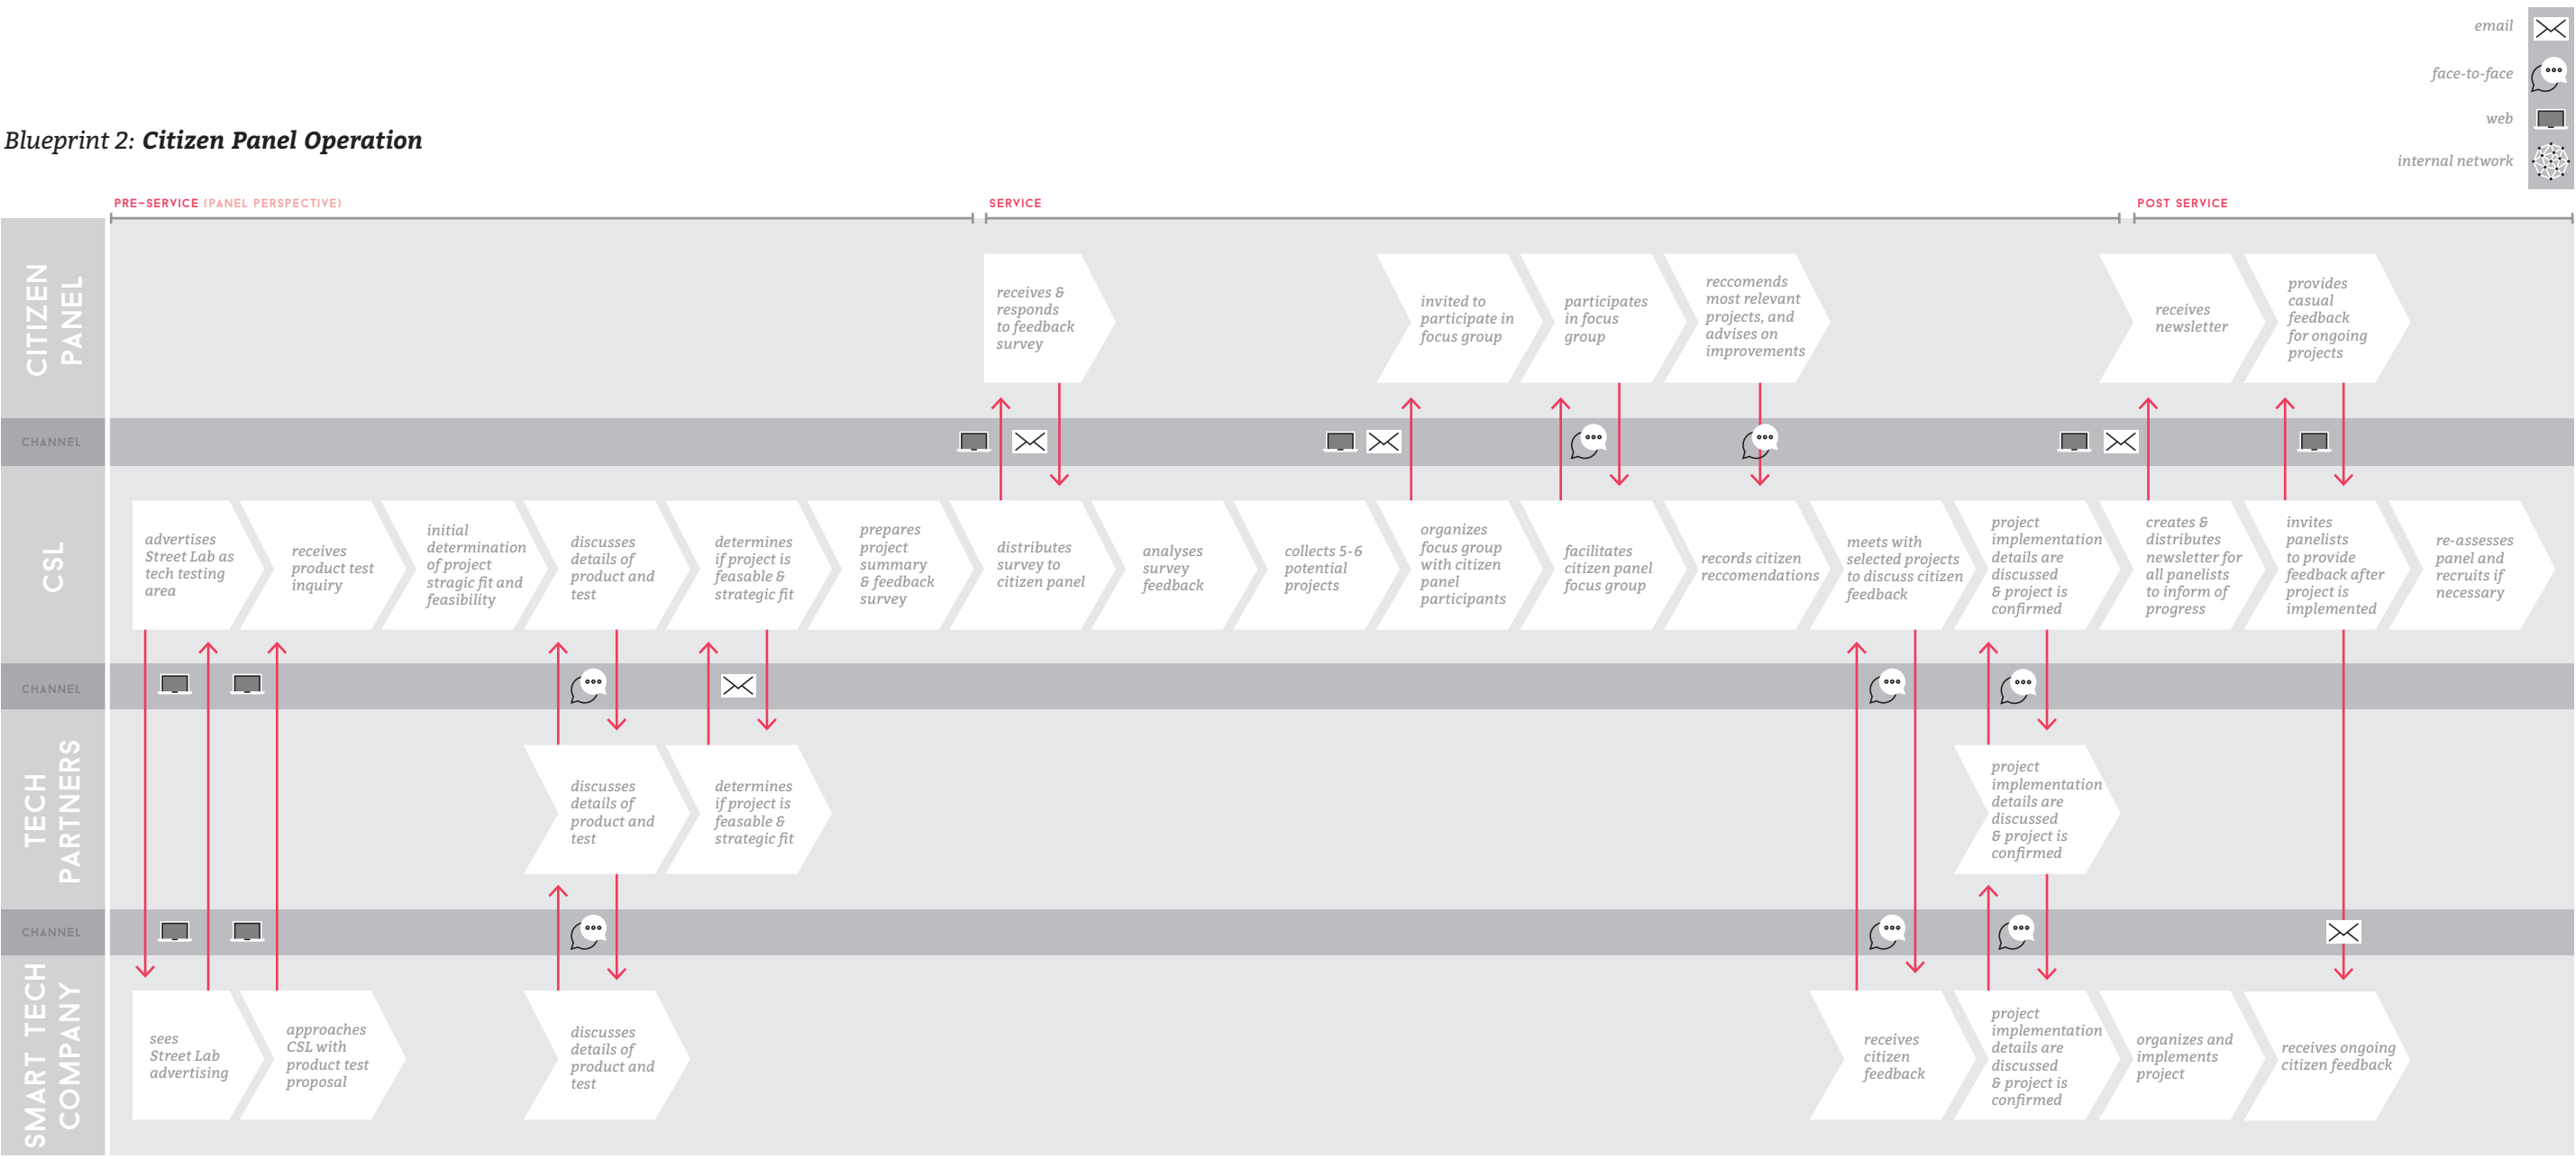 email
face-to-face
web
internal network
Blueprint 2: Citizen Panel Operation
PRE-SERVICE (PANEL PERSPECTIVE)
SERVICE
POST SERVICE
CITIZEN
PANEL
receives &
responds
to feedback
survey
invited to
participate in
focus group
participates
in focus
group
reccomends
most relevant
projects, and
advises on
improvements
receives
newsletter
provides
casual
feedback
for ongoing
projects
CHANNEL
CSL
advertises
Street Lab as
tech testing
area
receives
product test
inquiry
initial
determination
of project
stragic fit and
feasibility
discusses
details of
product and
test
determines
if project is
feasable &
strategic fit
prepares
project
summary
& feedback
survey
distributes
survey to
citizen panel
analyses
survey
feedback
collects 5-6
potential
projects
organizes
focus group
with citizen
panel
participants
facilitates
citizen panel
focus group
records citizen
reccomendations
meets with
selected projects
to discuss citizen
feedback
project
implementation
details are
discussed
& project is
confirmed
creates &
distributes
newsletter for
all panelists
to inform of
progress
invites
panelists
to provide
feedback after
project is
implemented
re-assesses
panel and
recruits if
necessary
CHANNEL
TECH
PARTNERS
discusses
details of
product and
test
determines
if project is
feasable &
strategic fit
project
implementation
details are
discussed
& project is
confirmed
CHANNEL
SMART TECH
COMPANY
sees
Street Lab
advertising
approaches
CSL with
product test
proposal
discusses
details of
product and
test
receives
citizen
feedback
project
implementation
details are
discussed
& project is
confirmed
organizes and
implements
project
receives ongoing
citizen feedback